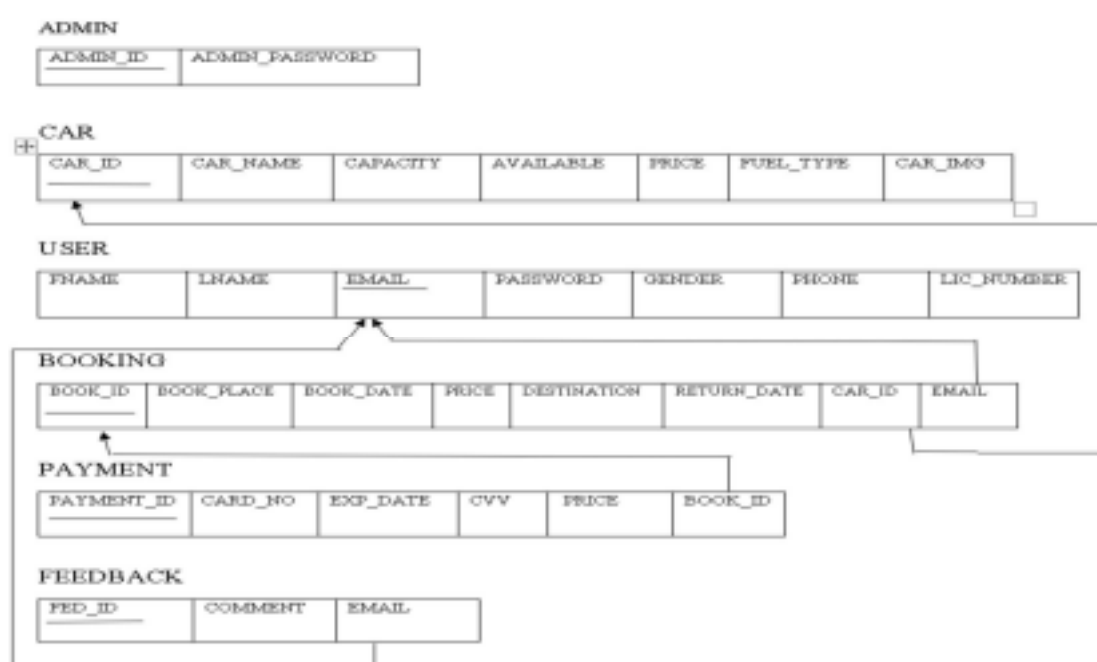 ADMIN
ADMIN_ID ADMIN_PASSWORD
CAR
CAR_ID CAR_NAME CAPACITY AVAILABLE PRICE FUEL_TYPE CAR_IMG
USER
FNAME LNAME EMAIL PASSWORD GENDER PHONE LIC_NUMBER
BOOKING
BOOK_ID BOOK_PLACE BOOK_DATE PRICE DESTINATION RETURN_DATE CAR_ID EMAIL
PAYMENT
PAYMENT_ID CARD_NO EXP_DATE CVV PRICE BOOK_ID
FEEDBACK
FED_ID COMMENT EMAIL